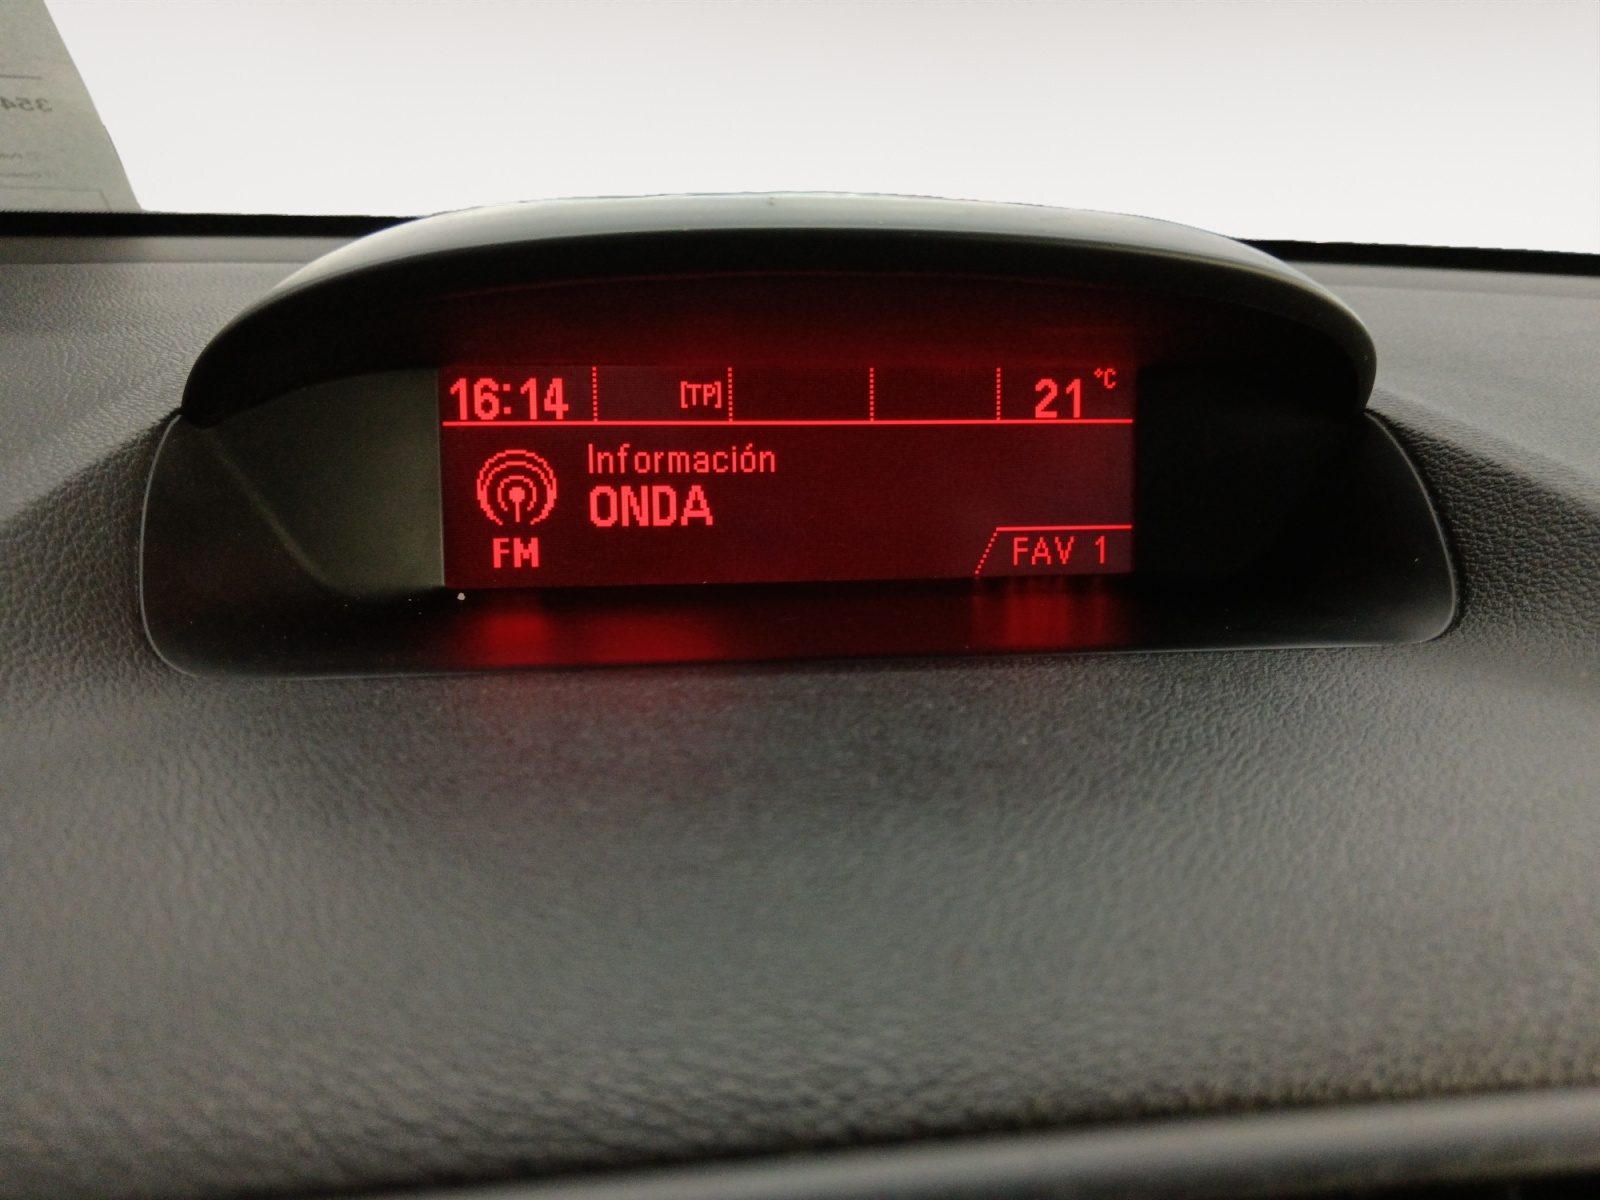 16:14 [TP] 21 °C
Información
ONDA
FM
FAV 1